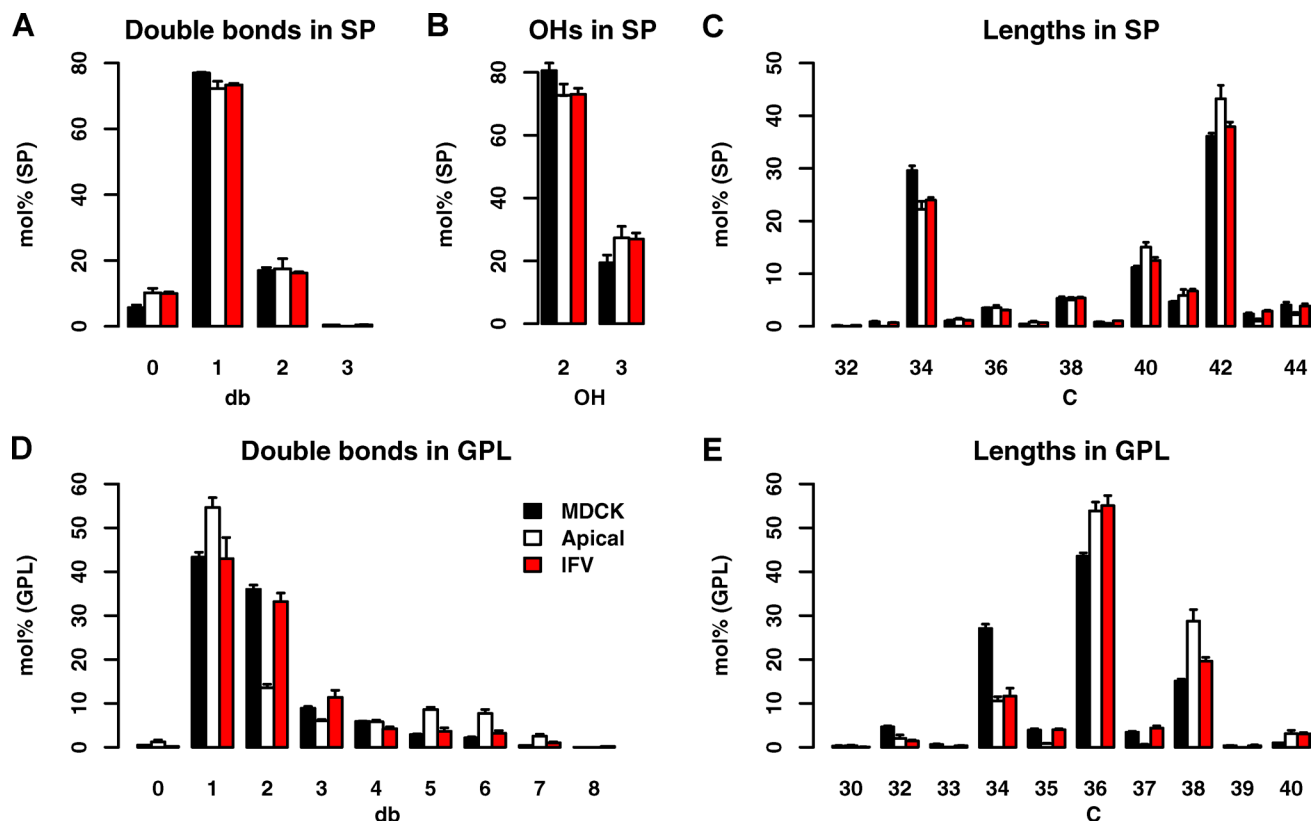 A
Double bonds in SP
mol% (SP)
80
60
40
20
0
0 1 2 3
db
B
OHs in SP
mol% (SP)
80
60
40
20
0
2 3
OH
C
Lengths in SP
mol% (SP)
50
40
30
20
10
0
32 34 36 38 40 42 44
C
D
Double bonds in GPL
mol% (GPL)
60
50
40
30
20
10
0
MDCK
Apical
IFV
0 1 2 3 4 5 6 7 8
db
E
Lengths in GPL
mol% (GPL)
60
50
40
30
20
10
0
30 32 33 34 35 36 37 38 39 40
C